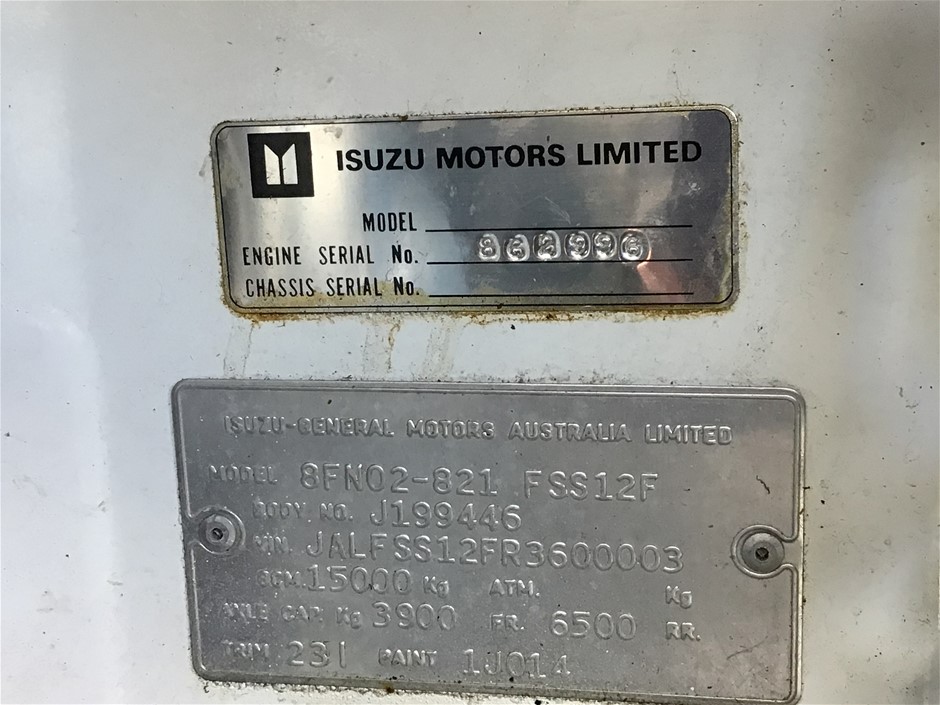 ISUZU MOTORS LIMITED
MODEL
ENGINE SERIAL No.
CHASSIS SERIAL No.
ISUZU-GENERAL MOTORS AUSTRALIA LIMITED
MODEL 8FN02-821 FSS12F
BODY NO. J199446
VIN. JALFSS12FR3600003
GCM. 15000 Kg ATM. Kg
AXLE CAP. Kg 3900 FR. 6500 RR.
TRIM 231 PAINT 1J014